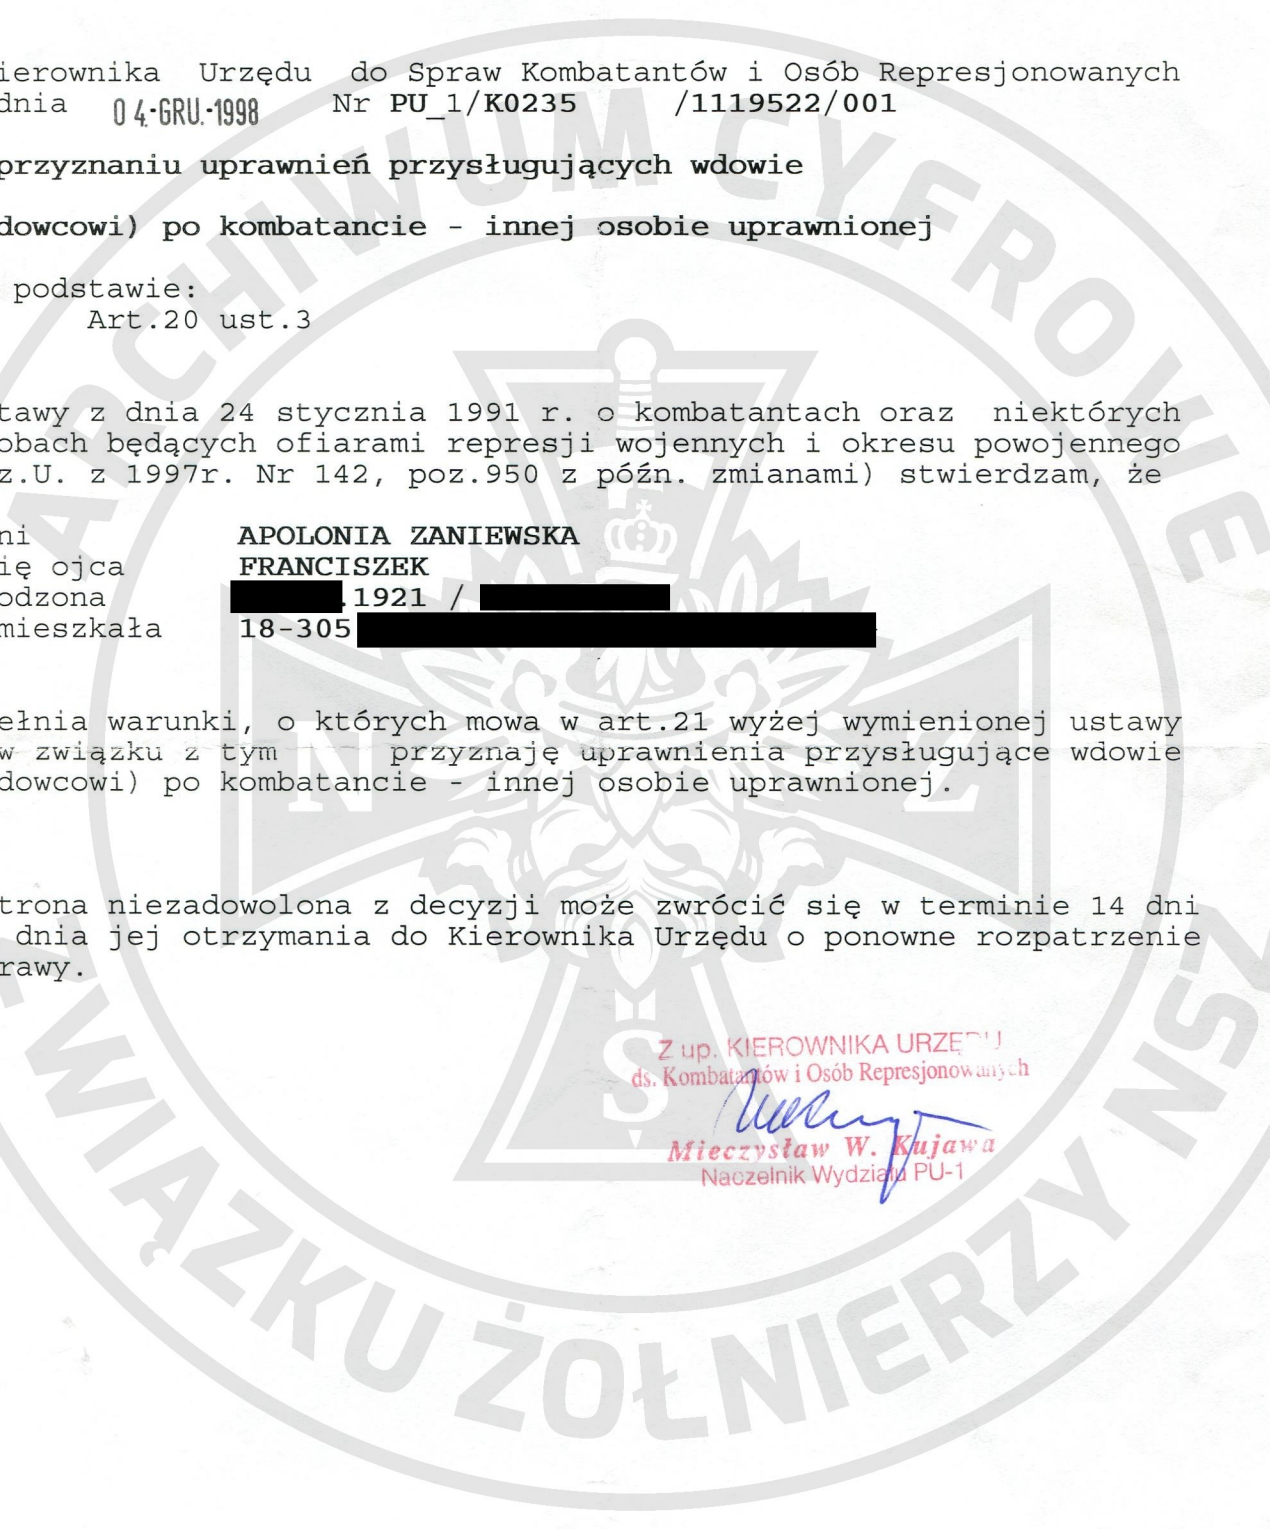 ierownika Urzędu do Spraw Kombatantów i Osób Represjonowanych
dnia 04.-GRU.-1998 Nr PU_1/K0235 /1119522/001
przyznaniu uprawnień przysługujących wdowie
dowcowi) po kombatancie - innej osobie uprawnionej
podstawie:
Art.20 ust.3
tawy z dnia 24 stycznia 1991 r. o kombatantach oraz niektórych
obach będących ofiarami represji wojennych i okresu powojennego
z.U. z 1997r. Nr 142, poz.950 z późn. zmianami) stwierdzam, że
ni APOLONIA ZANIEWSKA
ię ojca FRANCISZEK
odzona .1921 /
mieszkała 18-305
ełnia warunki, o których mowa w art.21 wyżej wymienionej ustawy
w związku z tym przyznaję uprawnienia przysługujące wdowie
dowcowi) po kombatancie - innej osobie uprawnionej.
trona niezadowolona z decyzji może zwrócić się w terminie 14 dni
dnia jej otrzymania do Kierownika Urzędu o ponowne rozpatrzenie
rawy.
Z up. KIEROWNIKA URZĘDU
ds. Kombatantów i Osób Represjonowanych
Mieczysław W. Kujawa
Naczelnik Wydziału PU-1
ARCHIWUM CYFROWE
ZWIĄZKU ŻOŁNIERZY NSZ
N S Z